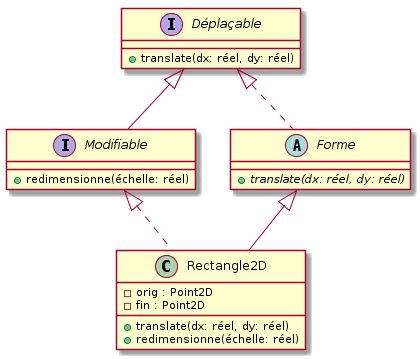 I Déplaçable
translate(dx: réel, dy: réel)
I Modifiable
redimensionne(échelle: réel)
A Forme
translate(dx: réel, dy: réel)
C Rectangle2D
orig : Point2D
fin : Point2D
translate(dx: réel, dy: réel)
redimensionne(échelle: réel)